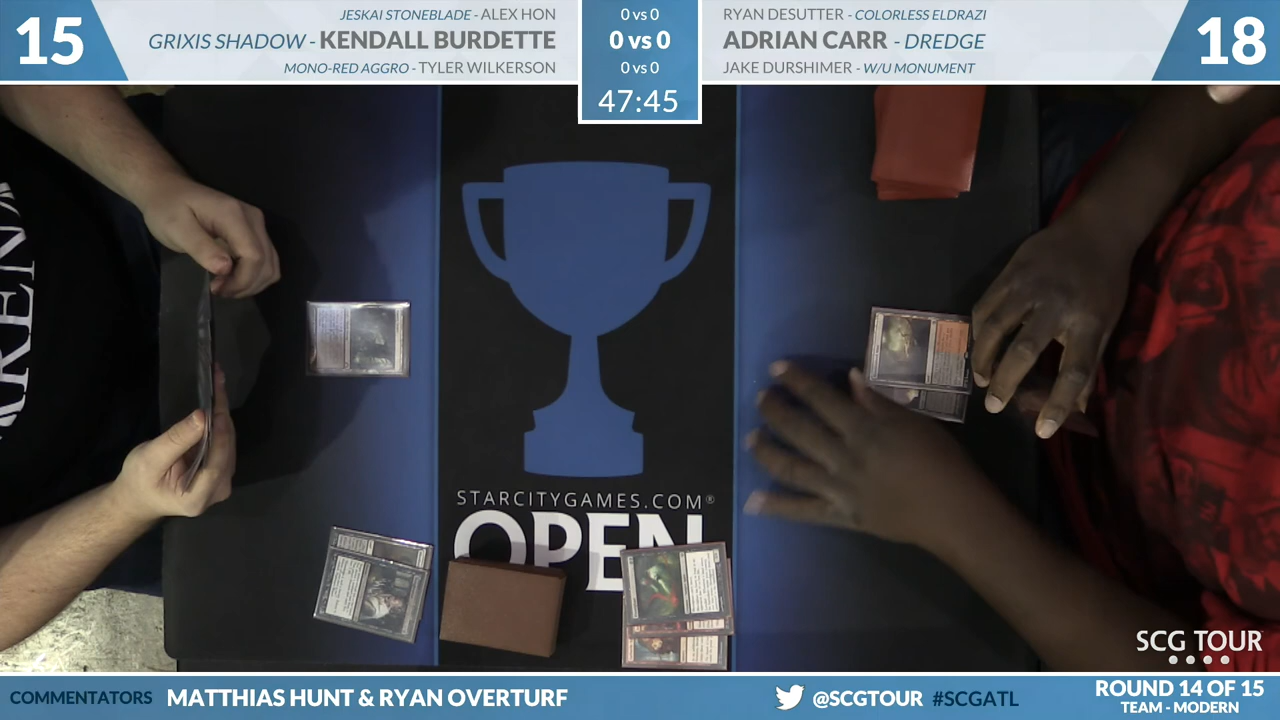 15
JESKAI STONEBLADE - ALEX HON
GRIXIS SHADOW - KENDALL BURDETTE
MONO-RED AGGRO - TYLER WILKERSON
0 vs 0
0 vs 0
0 vs 0
47:45
RYAN DESUTTER - COLORLESS ELDRAZI
ADRIAN CARR - DREDGE
JAKE DURSHIMER - W/U MONUMENT
18
STARCITYGAMES.COM®
OPEN
SCG TOUR
COMMENTATORS MATTHIAS HUNT & RYAN OVERTURF
@SCGTOUR #SCGATL
ROUND 14 OF 15
TEAM - MODERN